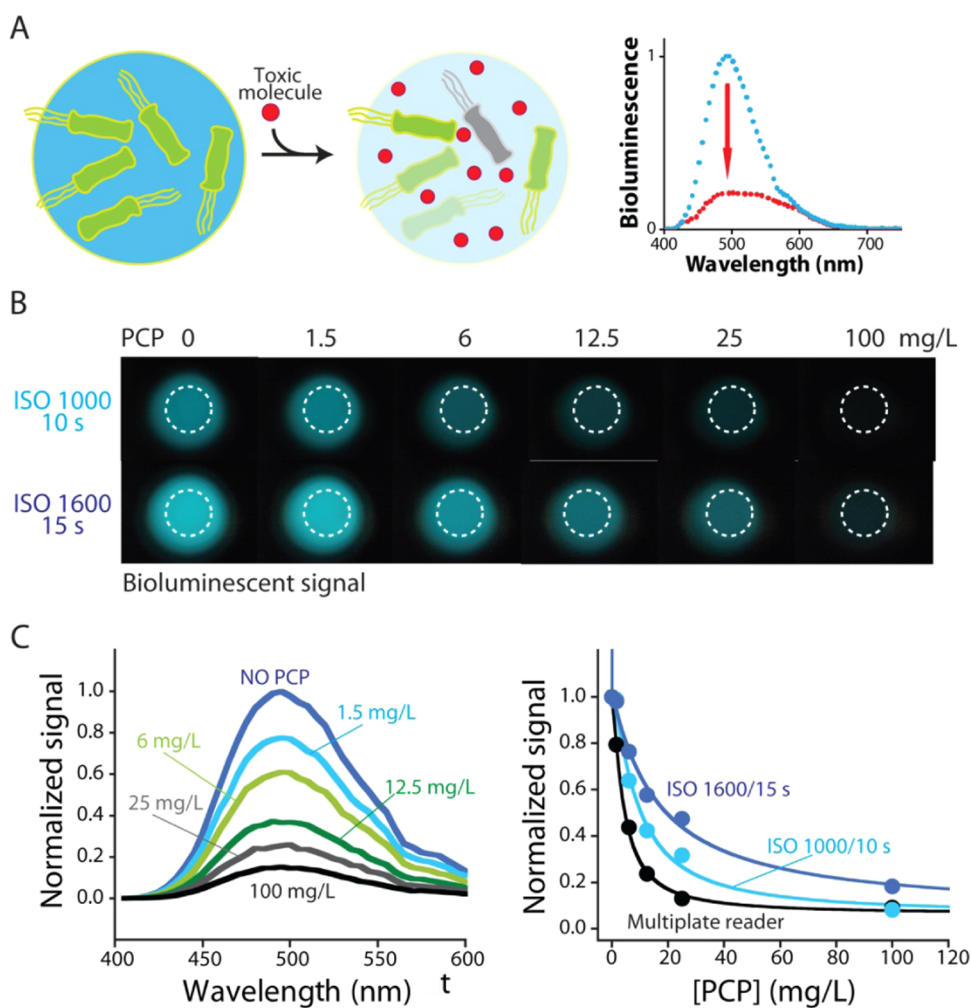 A
Toxic
molecule
Bioluminescence
1
0
400 500 600 700
Wavelength (nm)
B
PCP 0 1.5 6 12.5 25 100 mg/L
ISO 1000
10 s
ISO 1600
15 s
Bioluminescent signal
C
Normalized signal
1.0
0.8
0.6
0.4
0.2
0.0
NO PCP
1.5 mg/L
6 mg/L
12.5 mg/L
25 mg/L
100 mg/L
400 450 500 550 600
t
Wavelength (nm)
Normalized signal
1.0
0.8
0.6
0.4
0.2
0.0
ISO 1600/15 s
ISO 1000/10 s
Multiplate reader
0 20 40 60 80 100 120
[PCP] (mg/L)